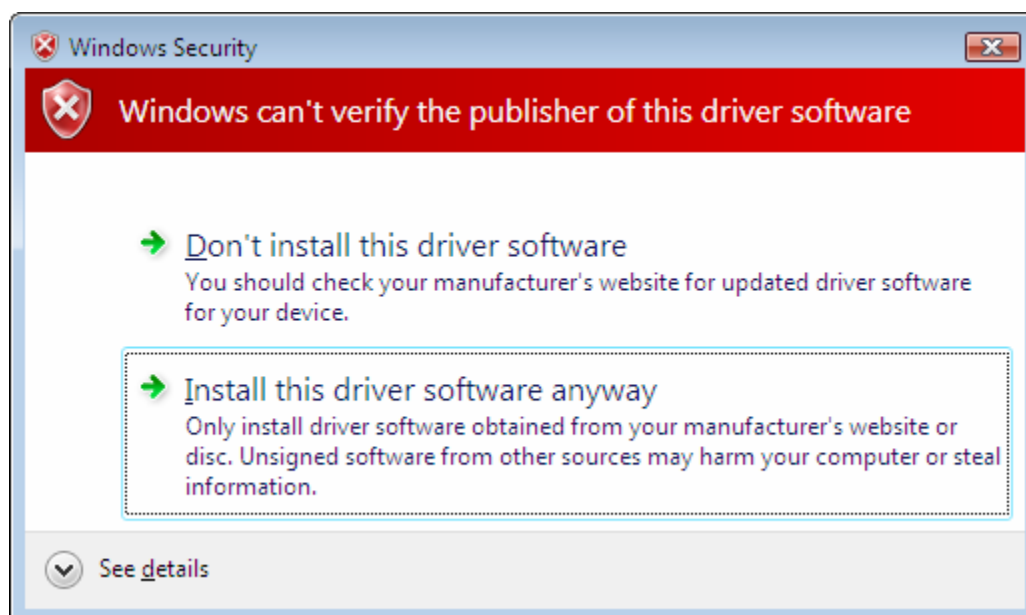 Windows Security
Windows can't verify the publisher of this driver software
Don't install this driver software
You should check your manufacturer's website for updated driver software
for your device.
Install this driver software anyway
Only install driver software obtained from your manufacturer's website or
disc. Unsigned software from other sources may harm your computer or steal
information.
See details